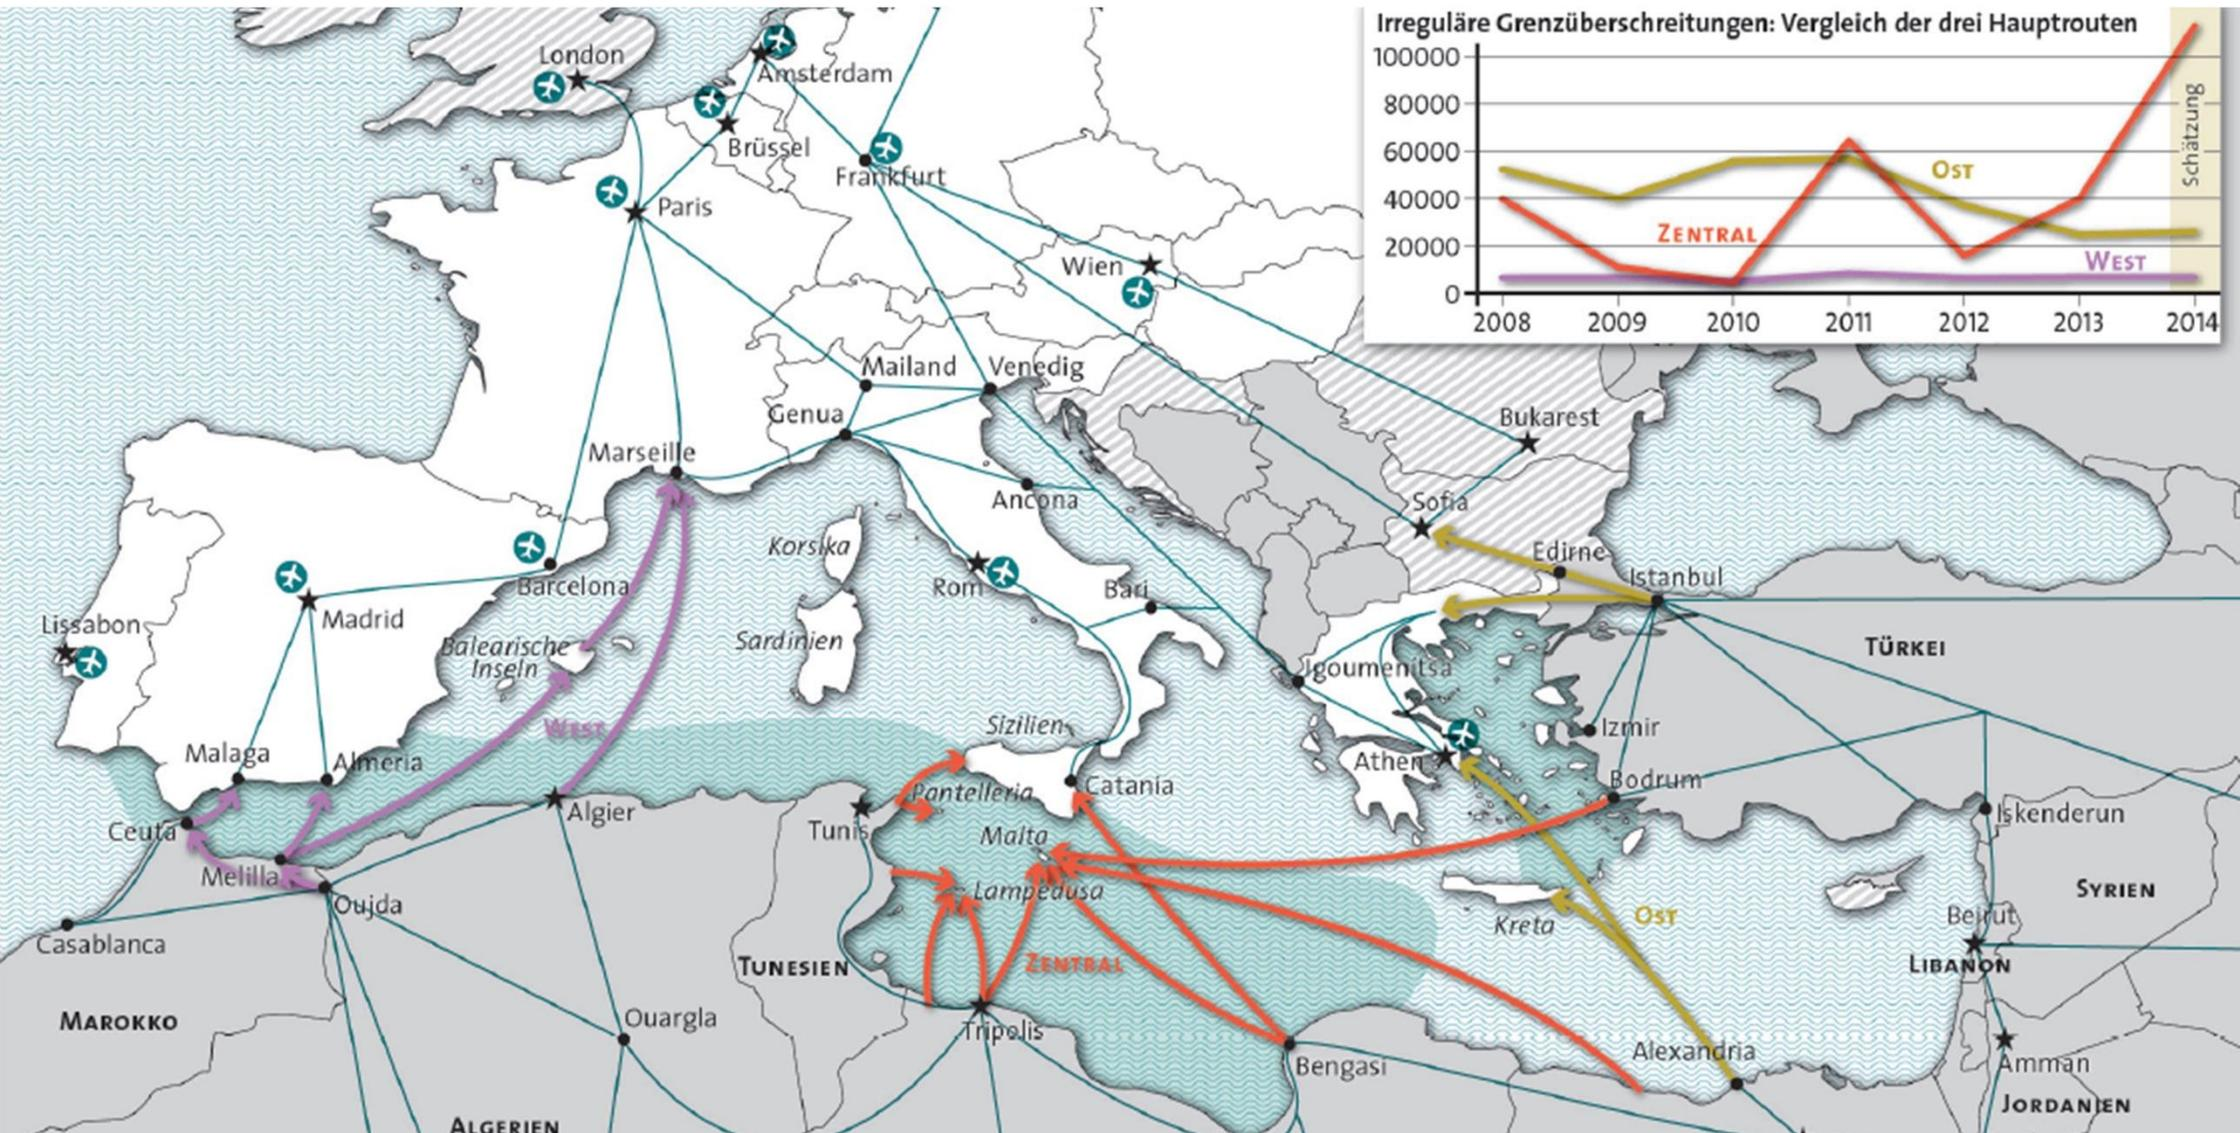 Irreguläre Grenzüberschreitungen: Vergleich der drei Hauptrouten
100000
80000
60000
40000
20000
0
2008 2009 2010 2011 2012 2013 2014
Schätzung
OST
ZENTRAL
WEST
London
Amsterdam
Brüssel
Frankfurt
Paris
Wien
Mailand
Venedig
Genua
Bukarest
Marseille
Ancona
Sofia
Korsika
Edirne
Istanbul
Barcelona
Rom
Bari
Madrid
Lissabon
Balearische
Inseln
Sardinien
TÜRKEI
Igoumenitsa
WEST
Sizilien
Izmir
Malaga
Almeria
Athen
Bodrum
Catania
Pantelleria
Algier
Iskenderun
Ceuta
Tunis
Malta
Melilla
Lampedusa
SYRIEN
Oujda
Kreta
OST
Beirut
Casablanca
TUNESIEN
ZENTRAL
LIBANON
MAROKKO
Ouargla
Tripolis
Alexandria
Bengasi
Amman
JORDANIEN
ALGERIEN